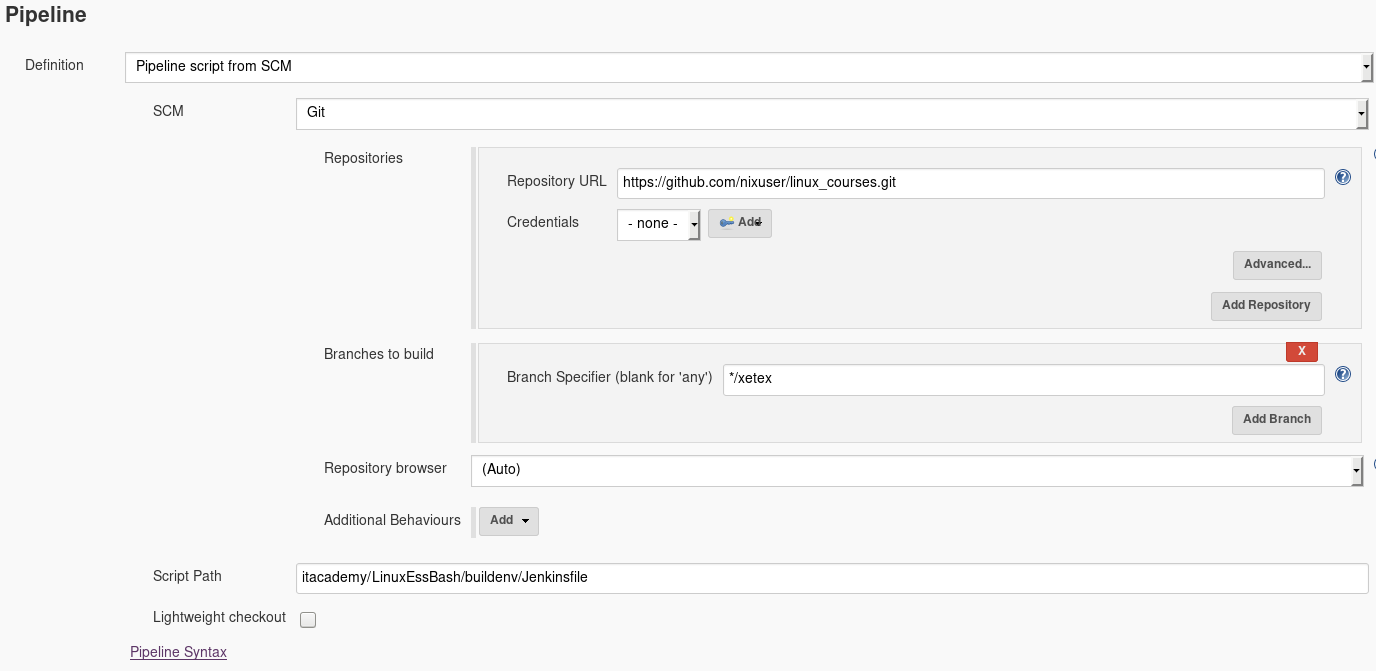 Pipeline
Definition
Pipeline script from SCM
SCM
Git
Repositories
Repository URL
https://github.com/nixuser/linux_courses.git
?
Credentials
- none -
Add
Advanced...
Add Repository
Branches to build
X
Branch Specifier (blank for 'any')
*/xetex
?
Add Branch
Repository browser
(Auto)
Additional Behaviours
Add
Script Path
itacademy/LinuxEssBash/buildenv/Jenkinsfile
Lightweight checkout
Pipeline Syntax